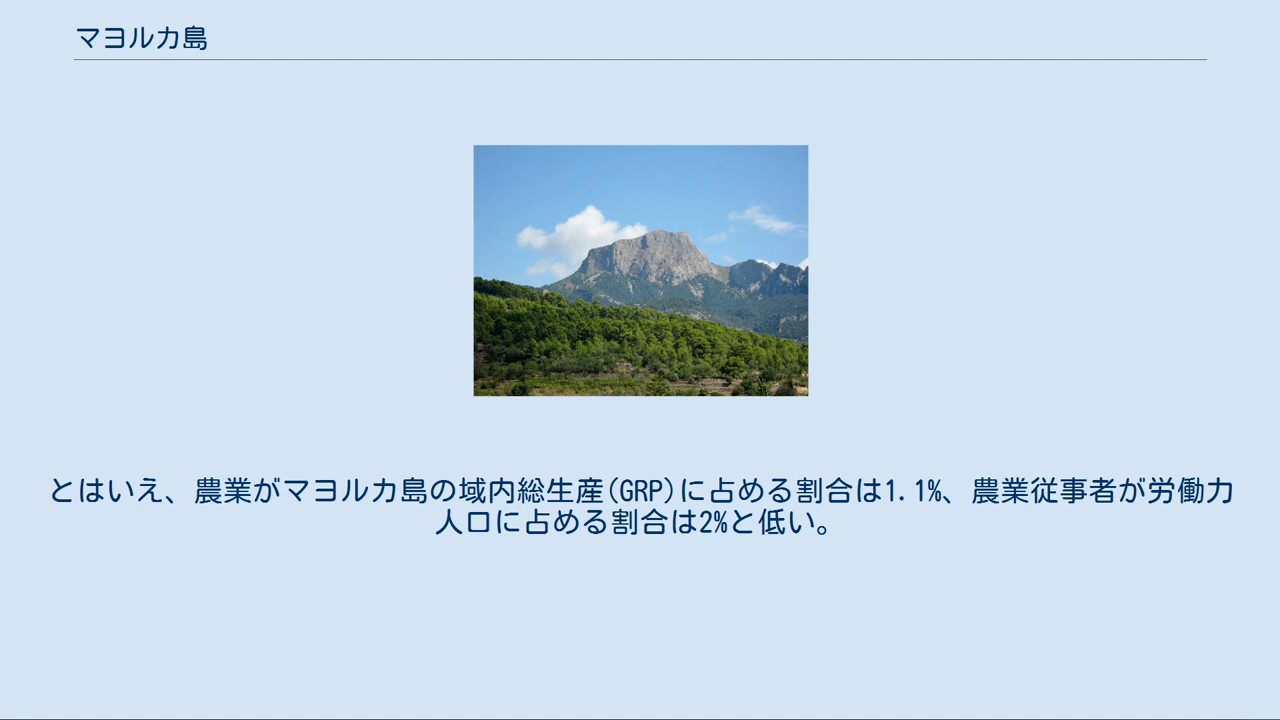 マヨルカ島
とはいえ、農業がマヨルカ島の域内総生産(GRP)に占める割合は1.1%、農業従事者が労働力
人口に占める割合は2%と低い。